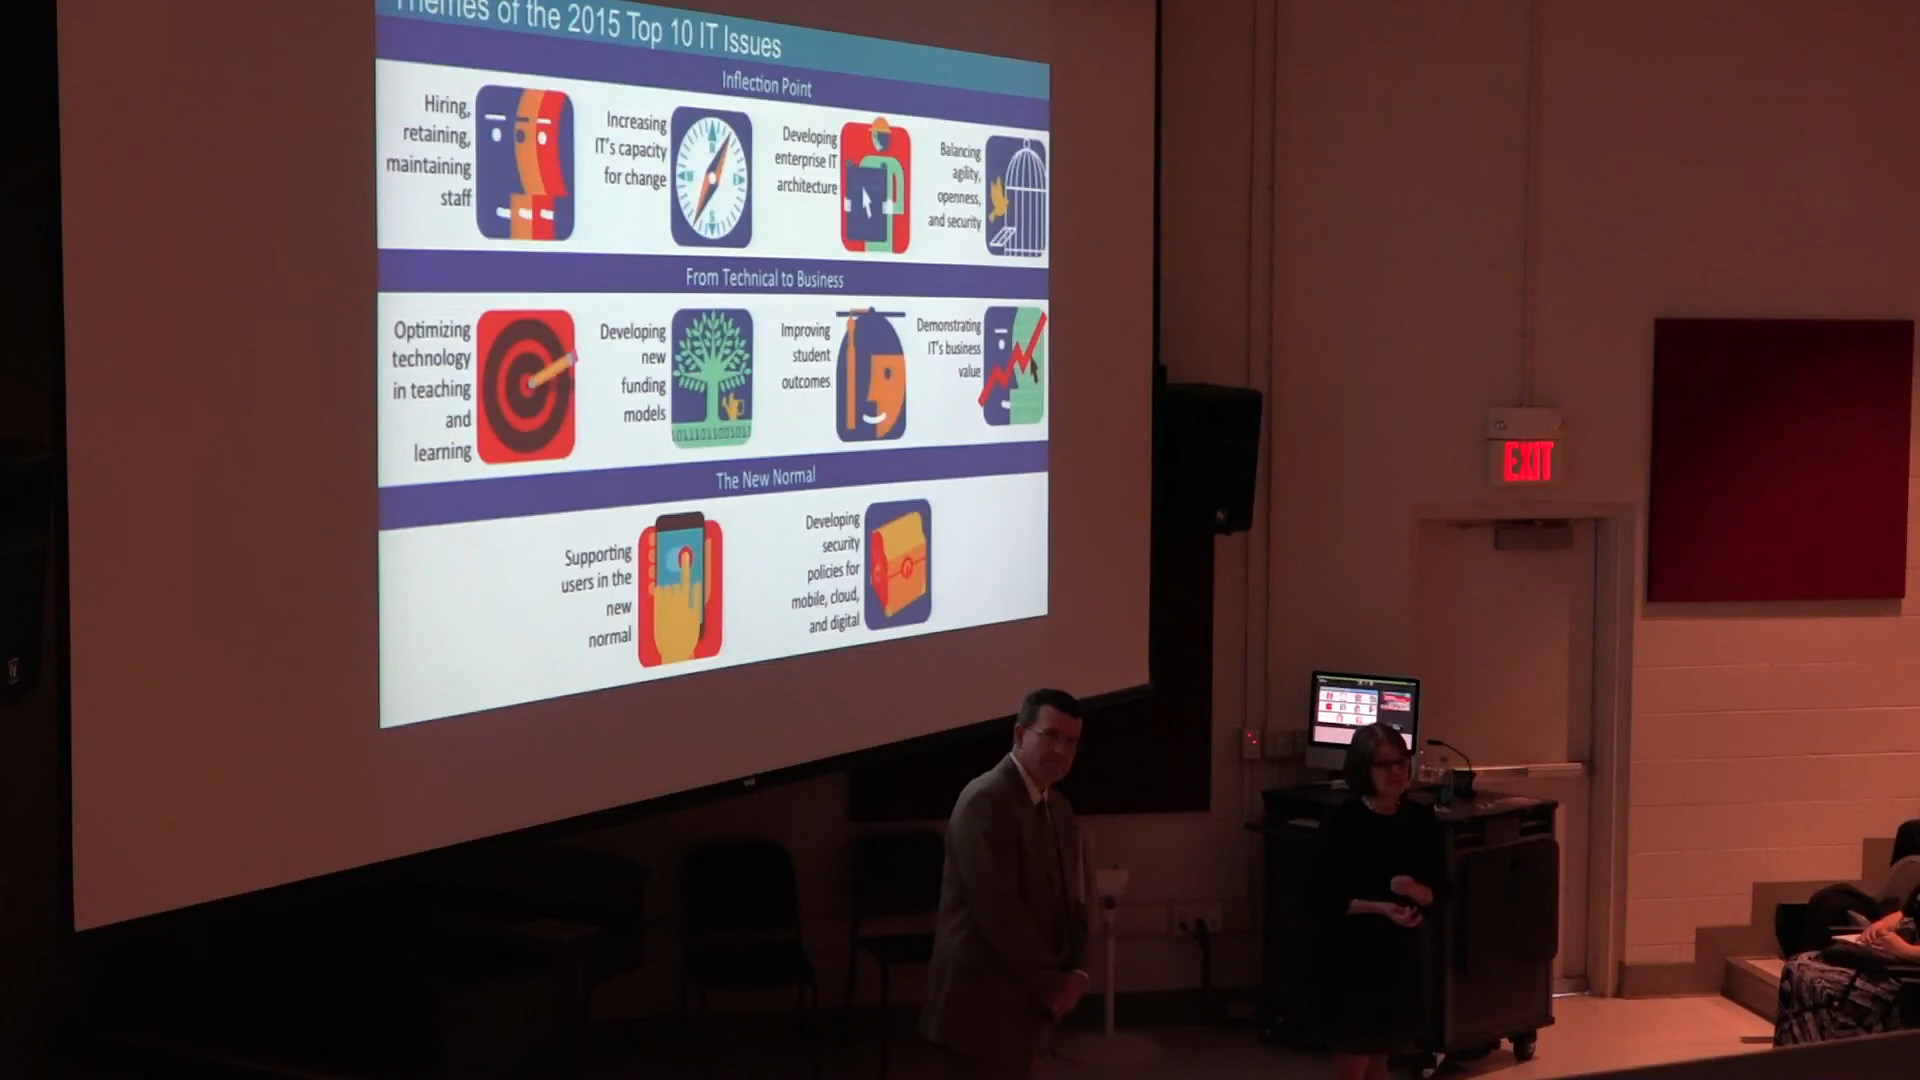 Themes of the 2015 Top 10 IT Issues
Inflection Point
Hiring,
retaining,
maintaining
staff
Increasing
IT's capacity
for change
Developing
enterprise IT
architecture
Balancing
agility,
openness,
and security
From Technical to Business
Optimizing
technology
in teaching
and
learning
Developing
new
funding
models
1011101100101
Improving
student
outcomes
Demonstrating
IT's business
value
The New Normal
Supporting
users in the
new
normal
Developing
security
policies for
mobile, cloud,
and digital
EXIT